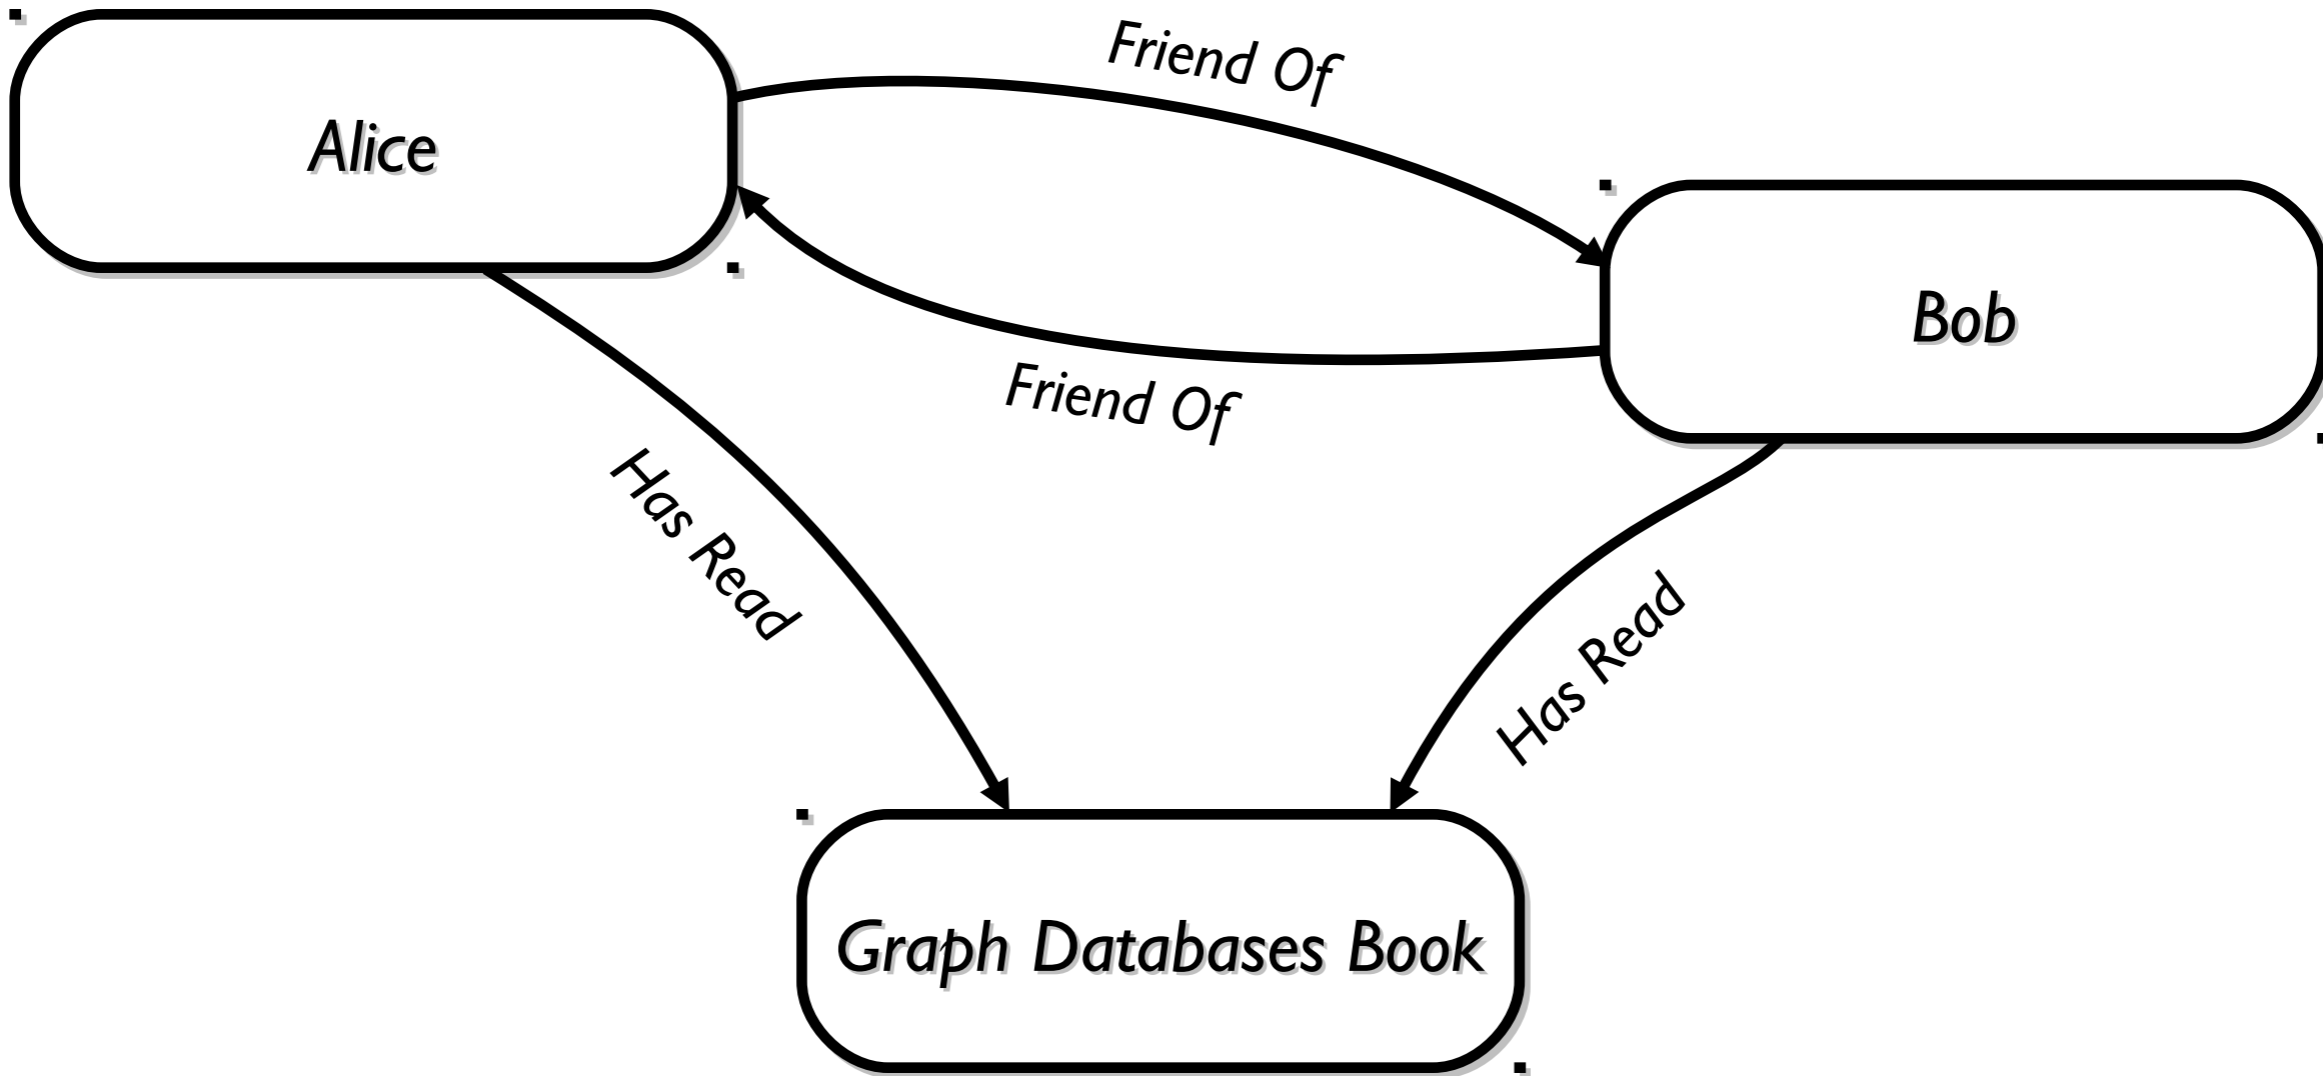 Friend Of
Alice
Bob
Friend Of
Has Read
Has Read
Graph Databases Book